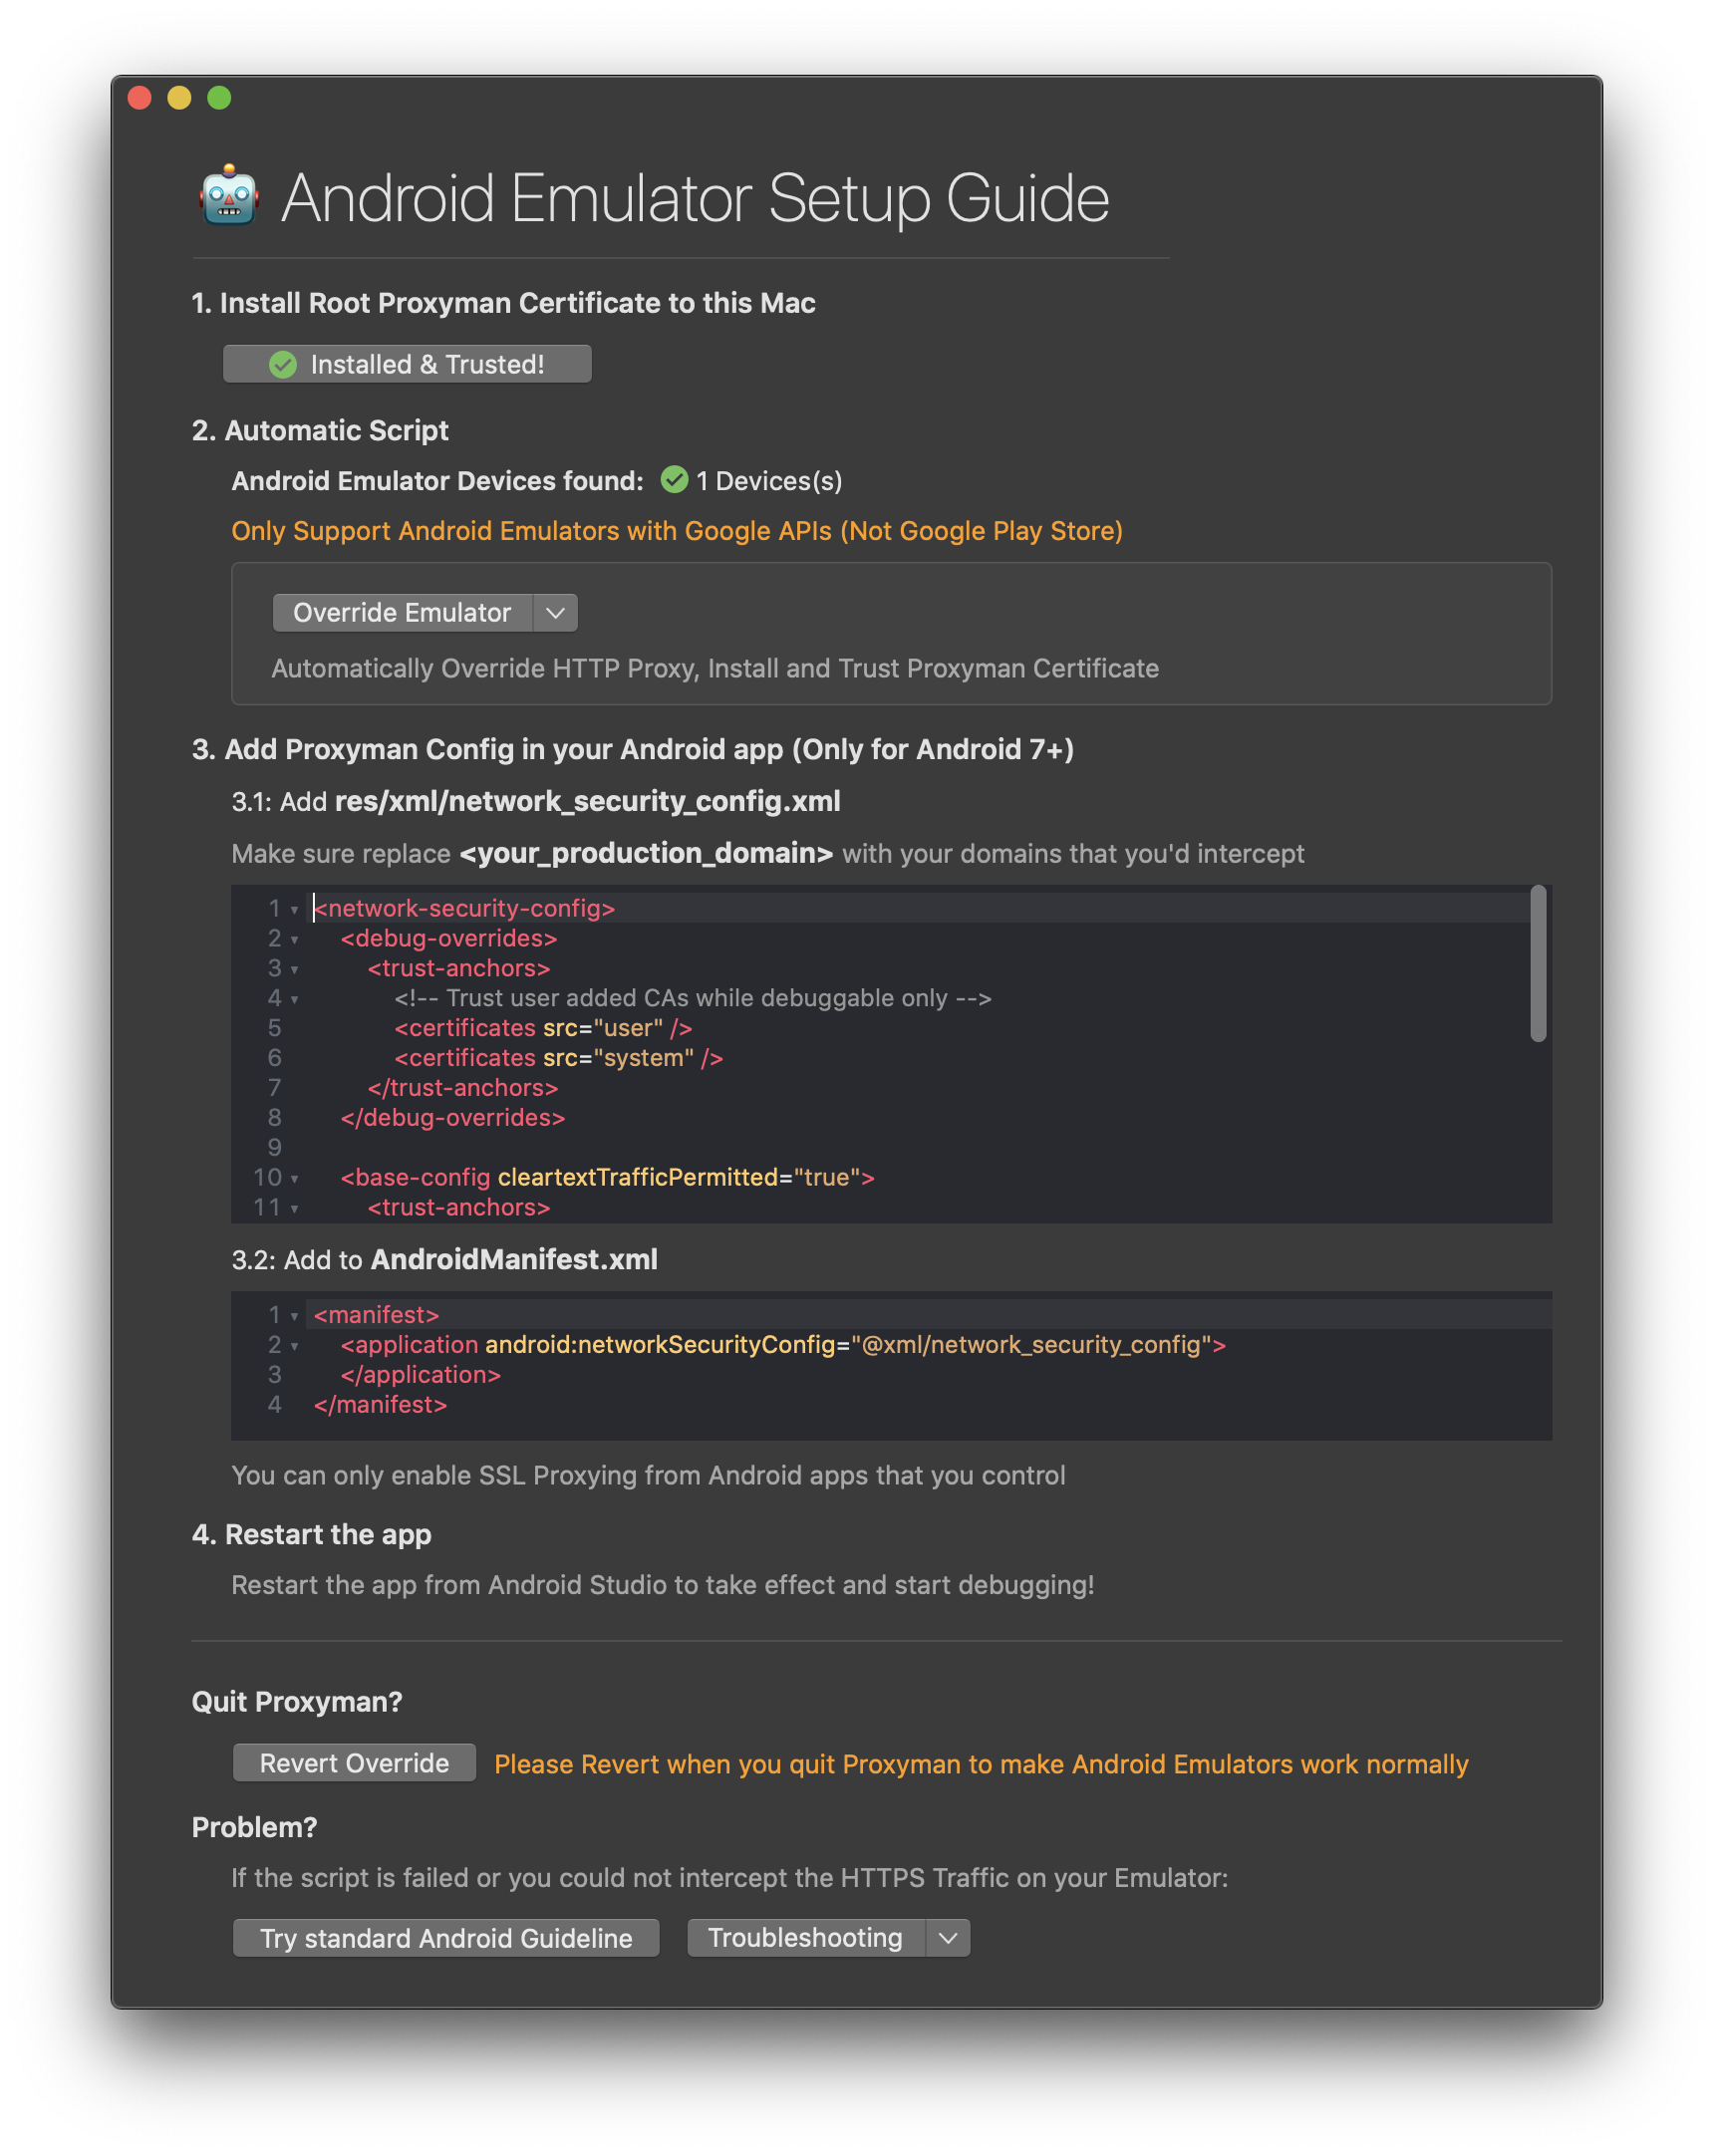 Android Emulator Setup Guide
1. Install Root Proxyman Certificate to this Mac
Installed & Trusted!
2. Automatic Script
Android Emulator Devices found: 1 Devices(s)
Only Support Android Emulators with Google APIs (Not Google Play Store)
Override Emulator
Automatically Override HTTP Proxy, Install and Trust Proxyman Certificate
3. Add Proxyman Config in your Android app (Only for Android 7+)
3.1: Add res/xml/network_security_config.xml
Make sure replace <your_production_domain> with your domains that you'd intercept
1 <network-security-config>
2 <debug-overrides>
3 <trust-anchors>
4 <!-- Trust user added CAs while debuggable only -->
5 <certificates src="user" />
6 <certificates src="system" />
7 </trust-anchors>
8 </debug-overrides>
9
10 <base-config cleartextTrafficPermitted="true">
11 <trust-anchors>
3.2: Add to AndroidManifest.xml
1 <manifest>
2 <application android:networkSecurityConfig="@xml/network_security_config">
3 </application>
4 </manifest>
You can only enable SSL Proxying from Android apps that you control
4. Restart the app
Restart the app from Android Studio to take effect and start debugging!
Quit Proxyman?
Revert Override Please Revert when you quit Proxyman to make Android Emulators work normally
Problem?
If the script is failed or you could not intercept the HTTPS Traffic on your Emulator:
Try standard Android Guideline Troubleshooting